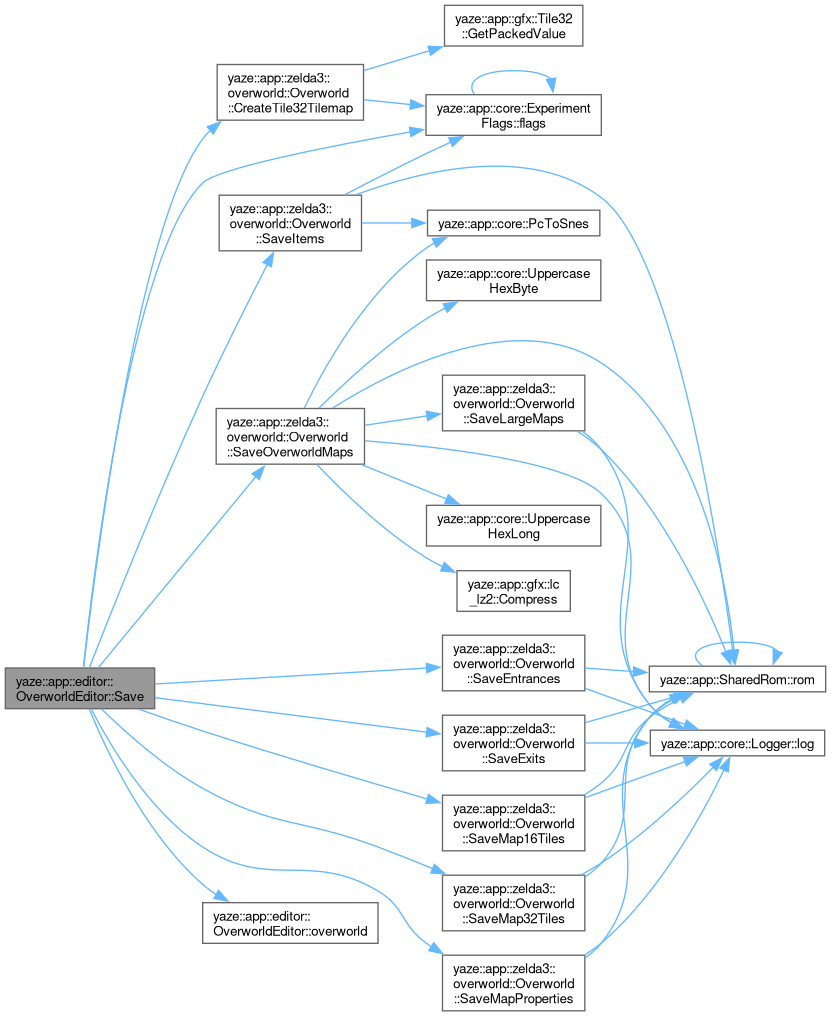 yaze::app::gfx::Tile32
::GetPackedValue
yaze::app::zelda3::
overworld::Overworld
::CreateTile32Tilemap
yaze::app::core::Experiment
Flags::flags
yaze::app::zelda3::
overworld::Overworld
::SaveItems
yaze::app::core::PcToSnes
yaze::app::core::Uppercase
HexByte
yaze::app::zelda3::
overworld::Overworld
::SaveLargeMaps
yaze::app::zelda3::
overworld::Overworld
::SaveOverworldMaps
yaze::app::core::Uppercase
HexLong
yaze::app::gfx::lc
_lz2::Compress
yaze::app::editor::
OverworldEditor::Save
yaze::app::zelda3::
overworld::Overworld
::SaveEntrances
yaze::app::SharedRom::rom
yaze::app::zelda3::
overworld::Overworld
::SaveExits
yaze::app::core::Logger::log
yaze::app::zelda3::
overworld::Overworld
::SaveMap16Tiles
yaze::app::zelda3::
overworld::Overworld
::SaveMap32Tiles
yaze::app::editor::
OverworldEditor::overworld
yaze::app::zelda3::
overworld::Overworld
::SaveMapProperties